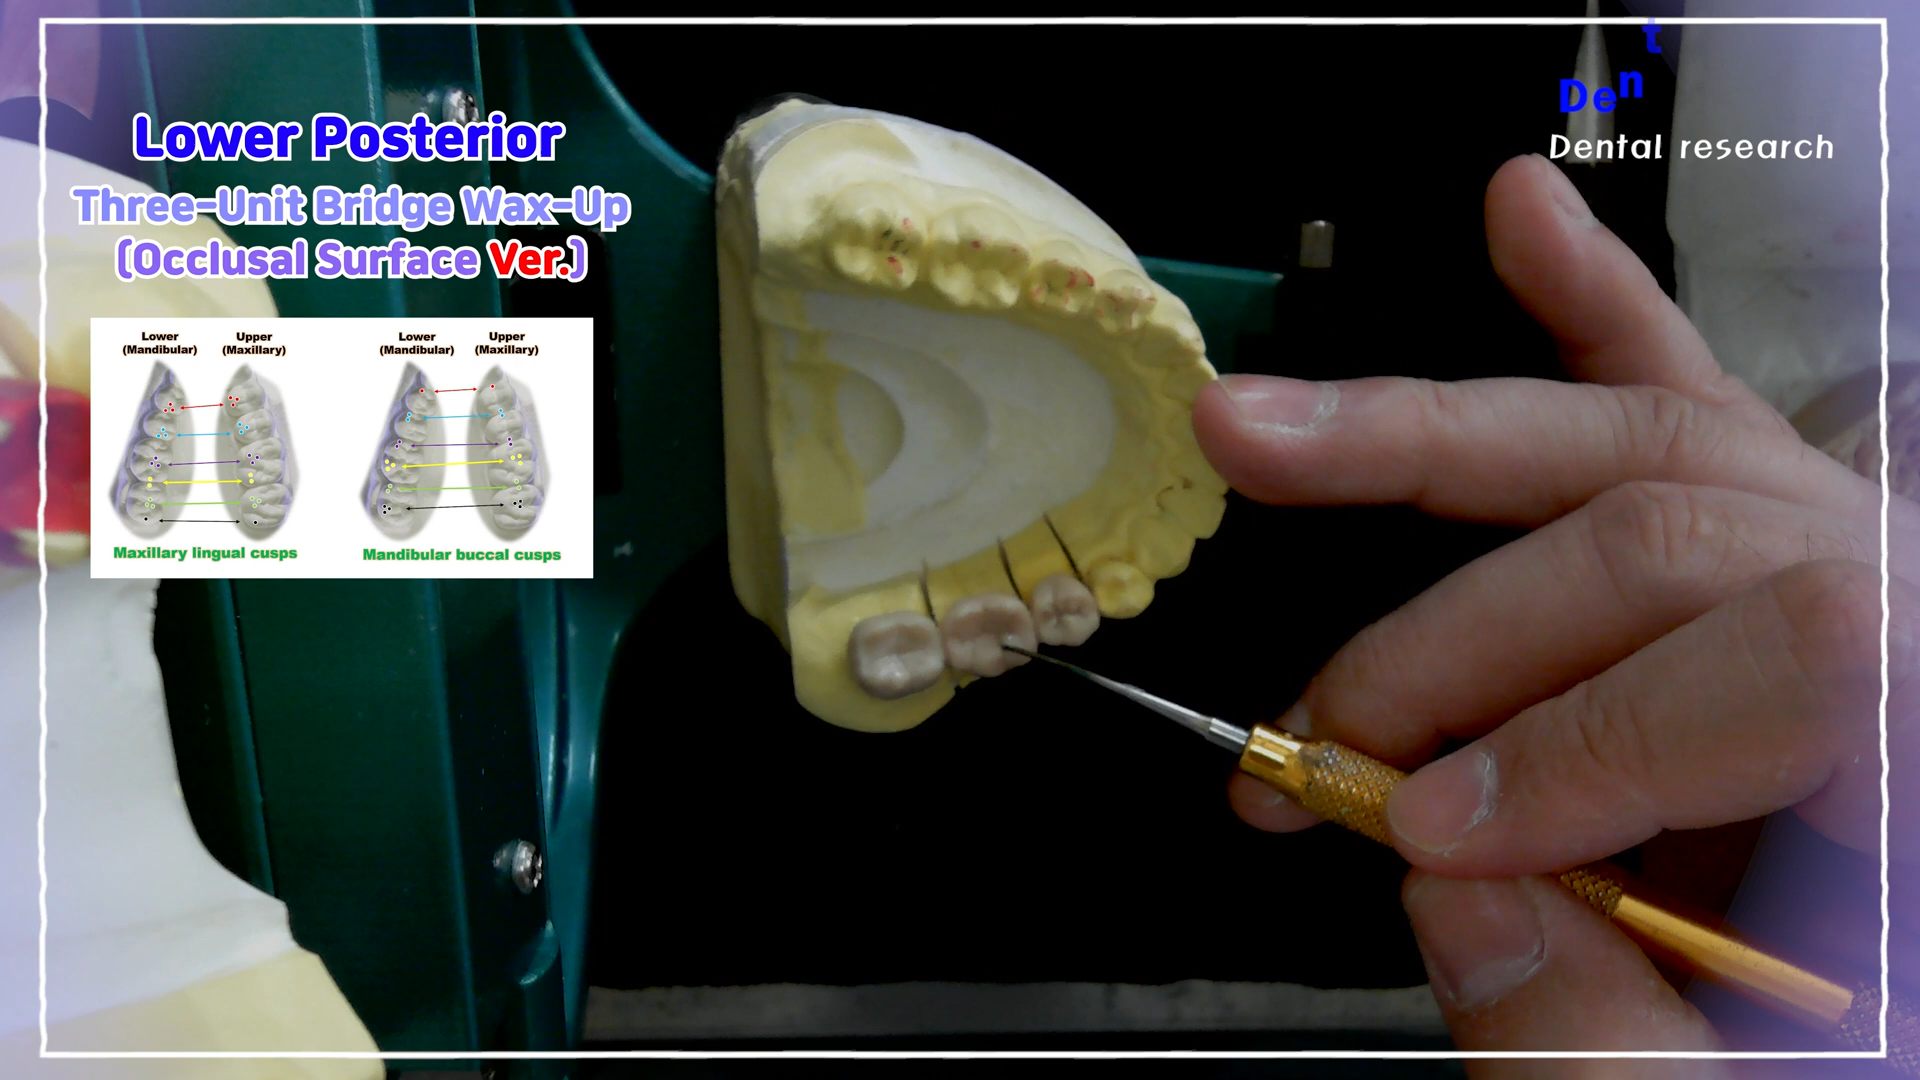 Lower Posterior
Three-Unit Bridge Wax-Up
(Occlusal Surface Ver.)
Lower
(Mandibular)
Upper
(Maxillary)
Lower
(Mandibular)
Upper
(Maxillary)
Maxillary lingual cusps
Mandibular buccal cusps
Dent
Dental research